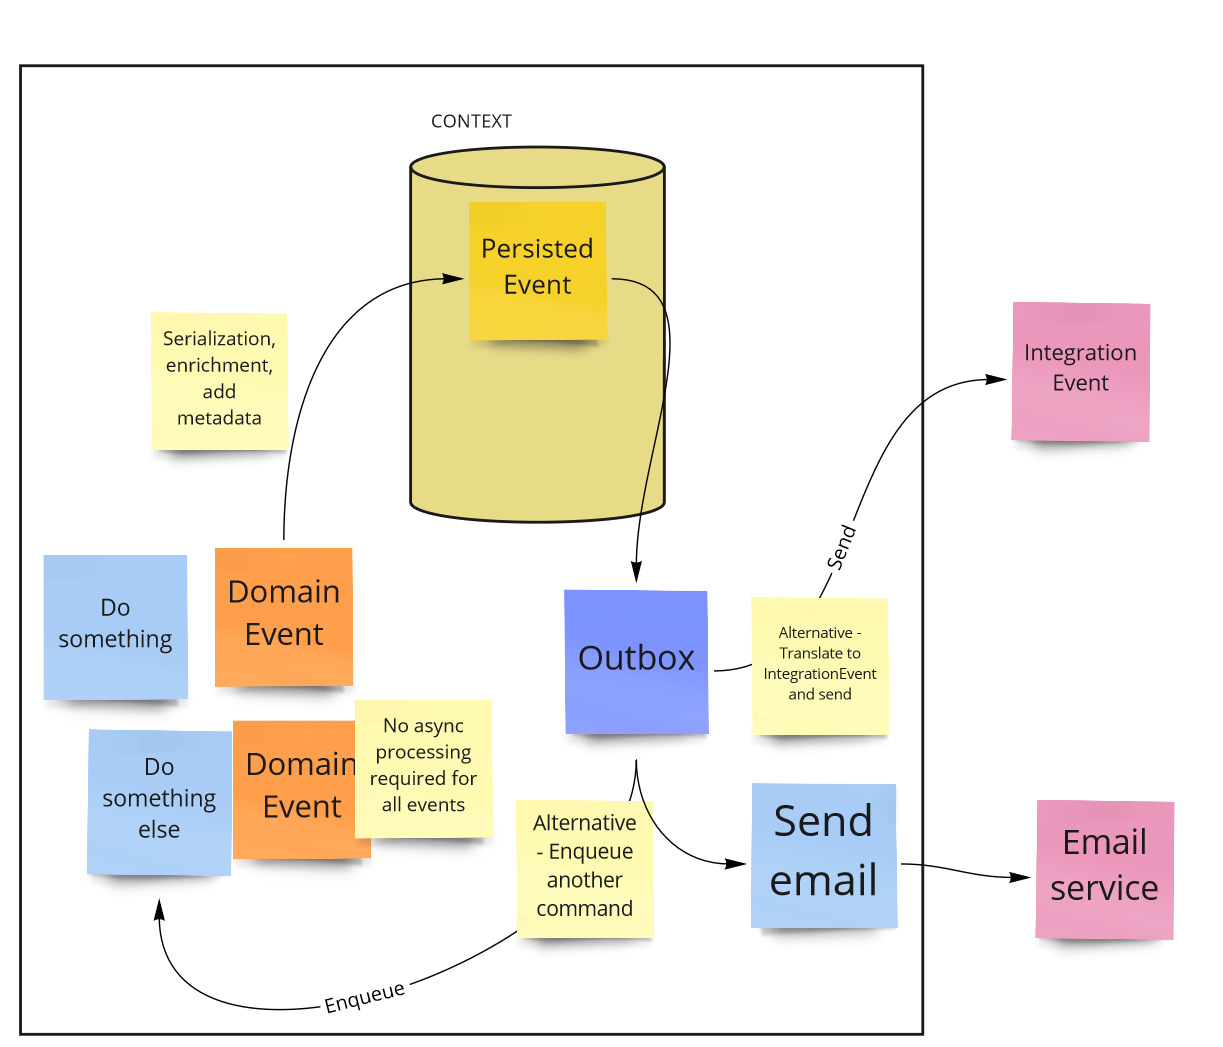 CONTEXT
Persisted
Event
Serialization,
enrichment,
add
metadata
Integration
Event
Send
Do
something
Domain
Event
Outbox
Alternative -
Translate to
IntegrationEvent
and send
Do
something
else
Domain
Event
No async
processing
required for
all events
Alternative
- Enqueue
another
command
Send
email
Email
service
Enqueue